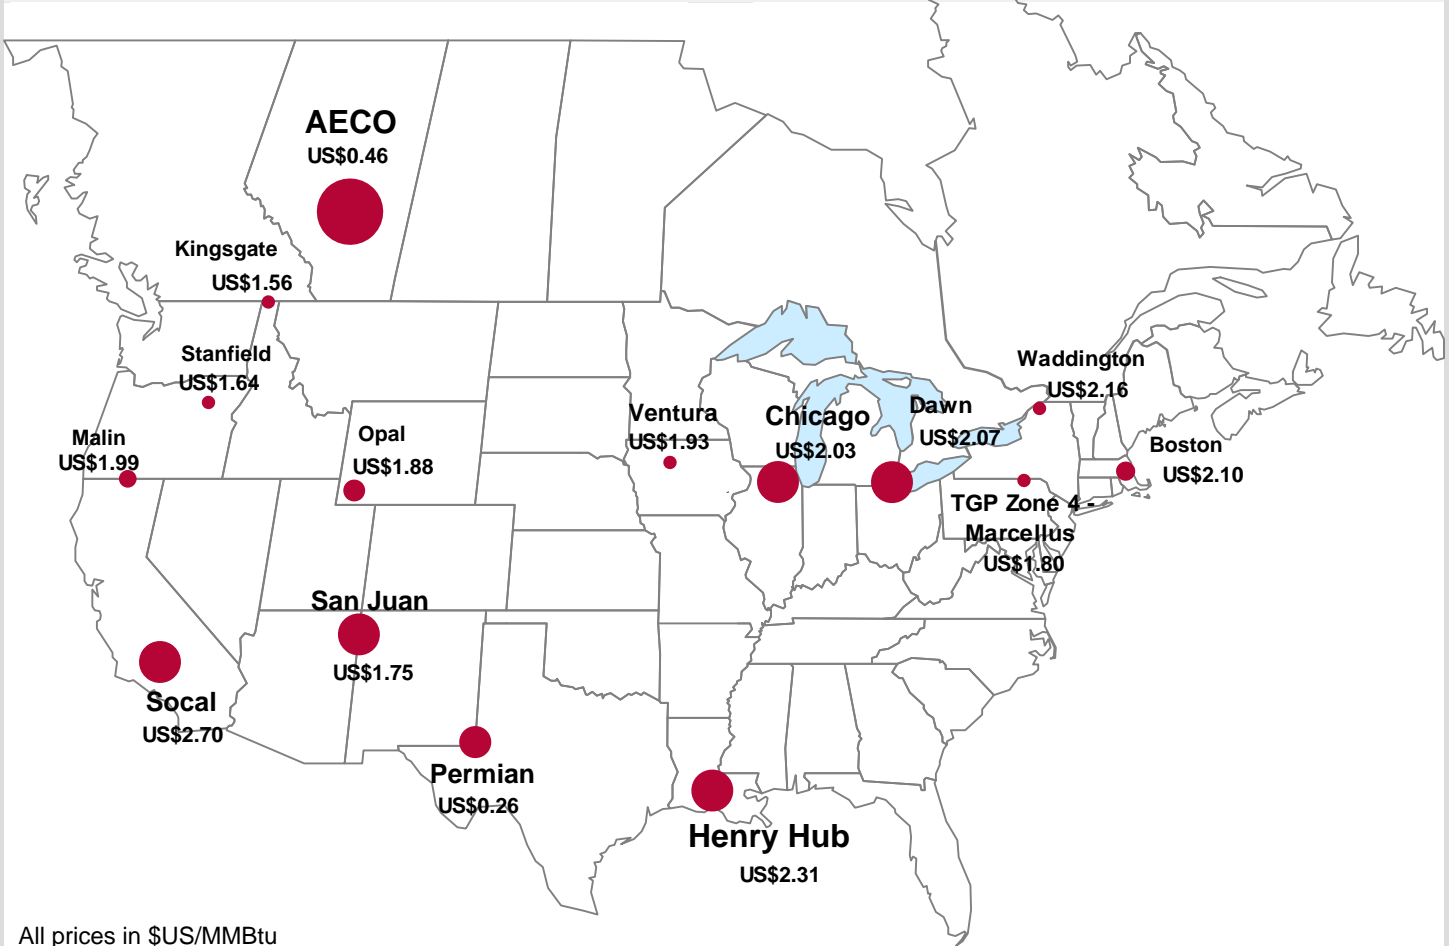 AECO
US$0.46
Kingsgate
US$1.56
Stanfield
US$1.64
Waddington
US$2.16
Malin
US$1.99
Opal
US$1.88
Ventura
US$1.93
Chicago
US$2.03
Dawn
US$2.07
Boston
US$2.10
TGP Zone 4 -
Marcellus
US$1.80
San Juan
US$1.75
Socal
US$2.70
Permian
US$0.26
Henry Hub
US$2.31
All prices in $US/MMBtu